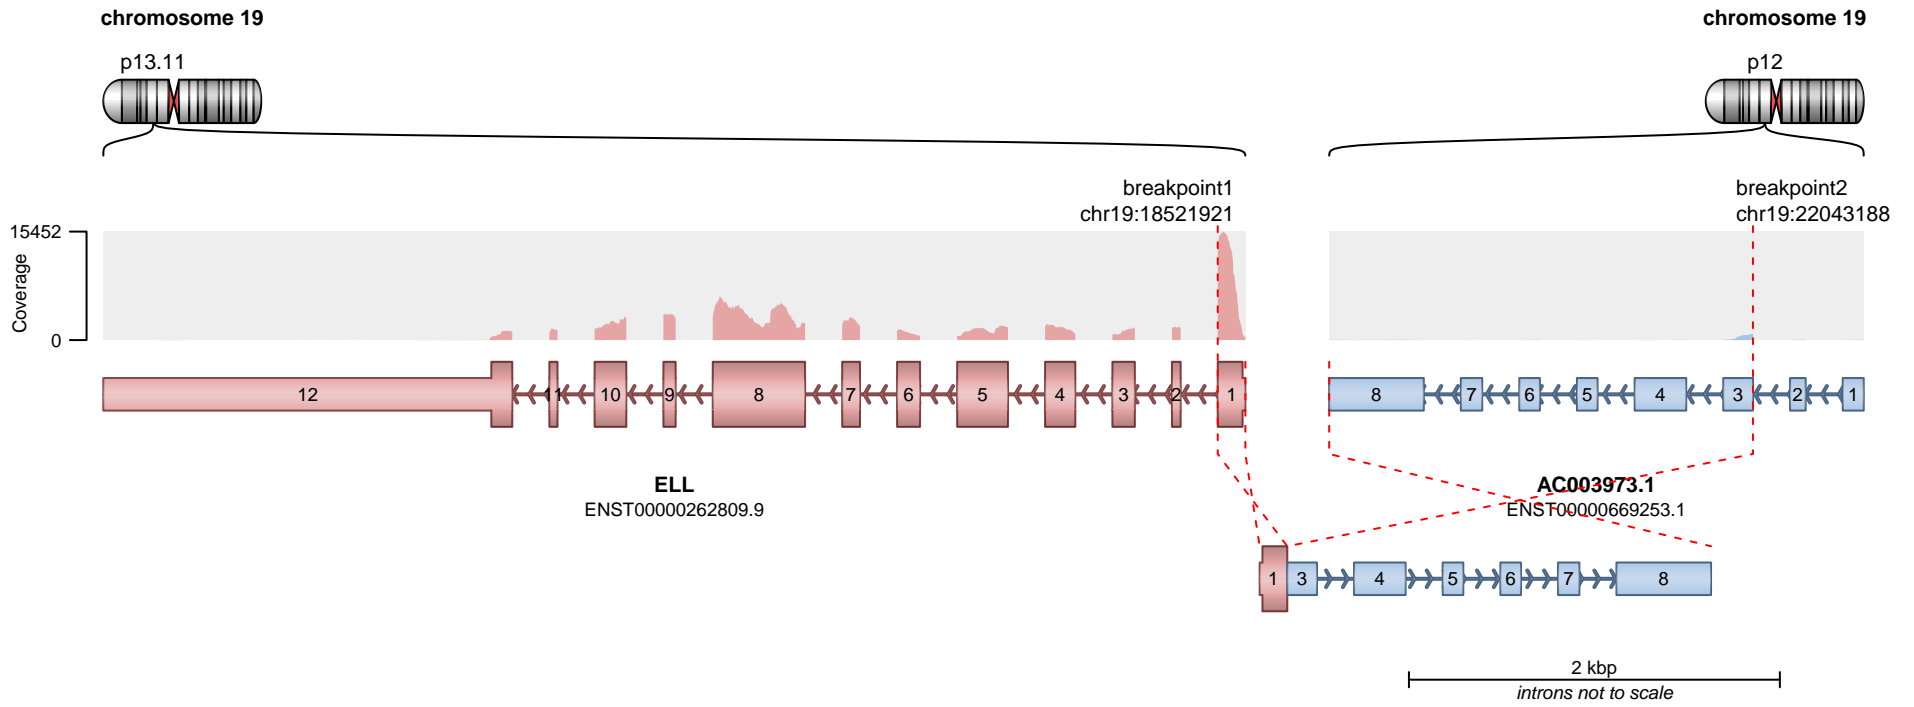 chromosome 19
chromosome 19
p13.11
p12
breakpoint1
chr19:18521921
breakpoint2
chr19:22043188
15452
Coverage
0
12
11
10
9
8
7
6
5
4
3
2
1
8
7
6
5
4
3
2
1
ELL
ENST00000262809.9
AC003973.1
ENST00000669253.1
1
3
4
5
6
7
8
2 kbp
introns not to scale